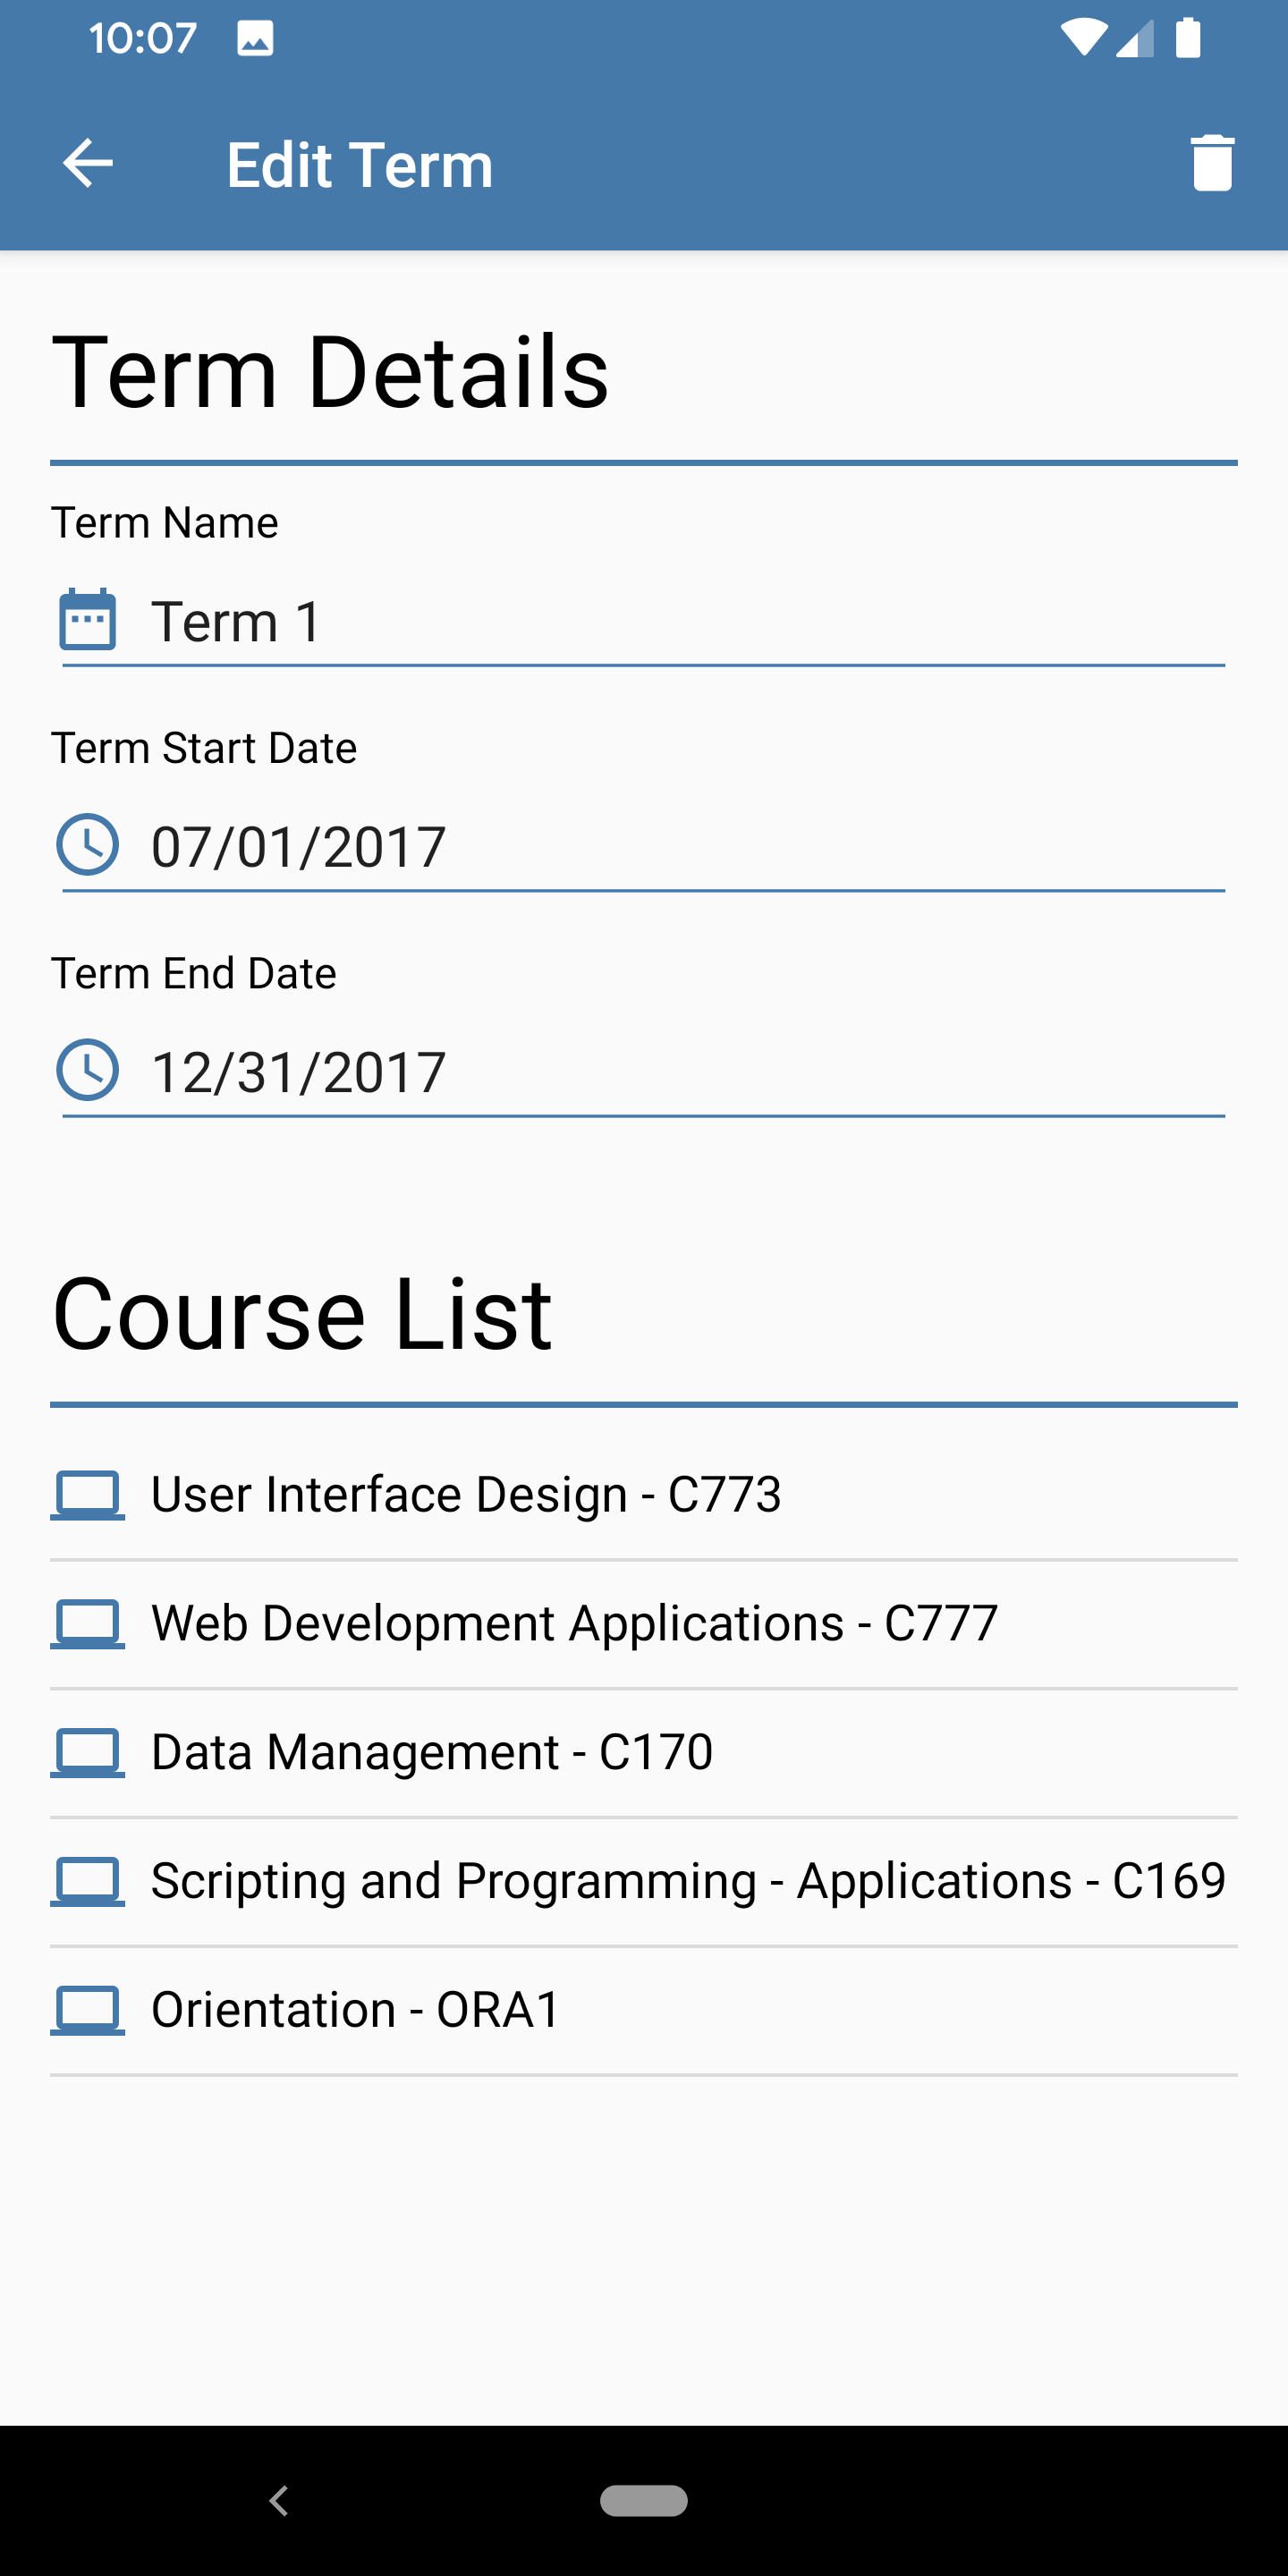 10:07
Edit Term
Term Details
Term Name
Term 1
Term Start Date
07/01/2017
Term End Date
12/31/2017
Course List
User Interface Design - C773
Web Development Applications - C777
Data Management - C170
Scripting and Programming - Applications - C169
Orientation - ORA1